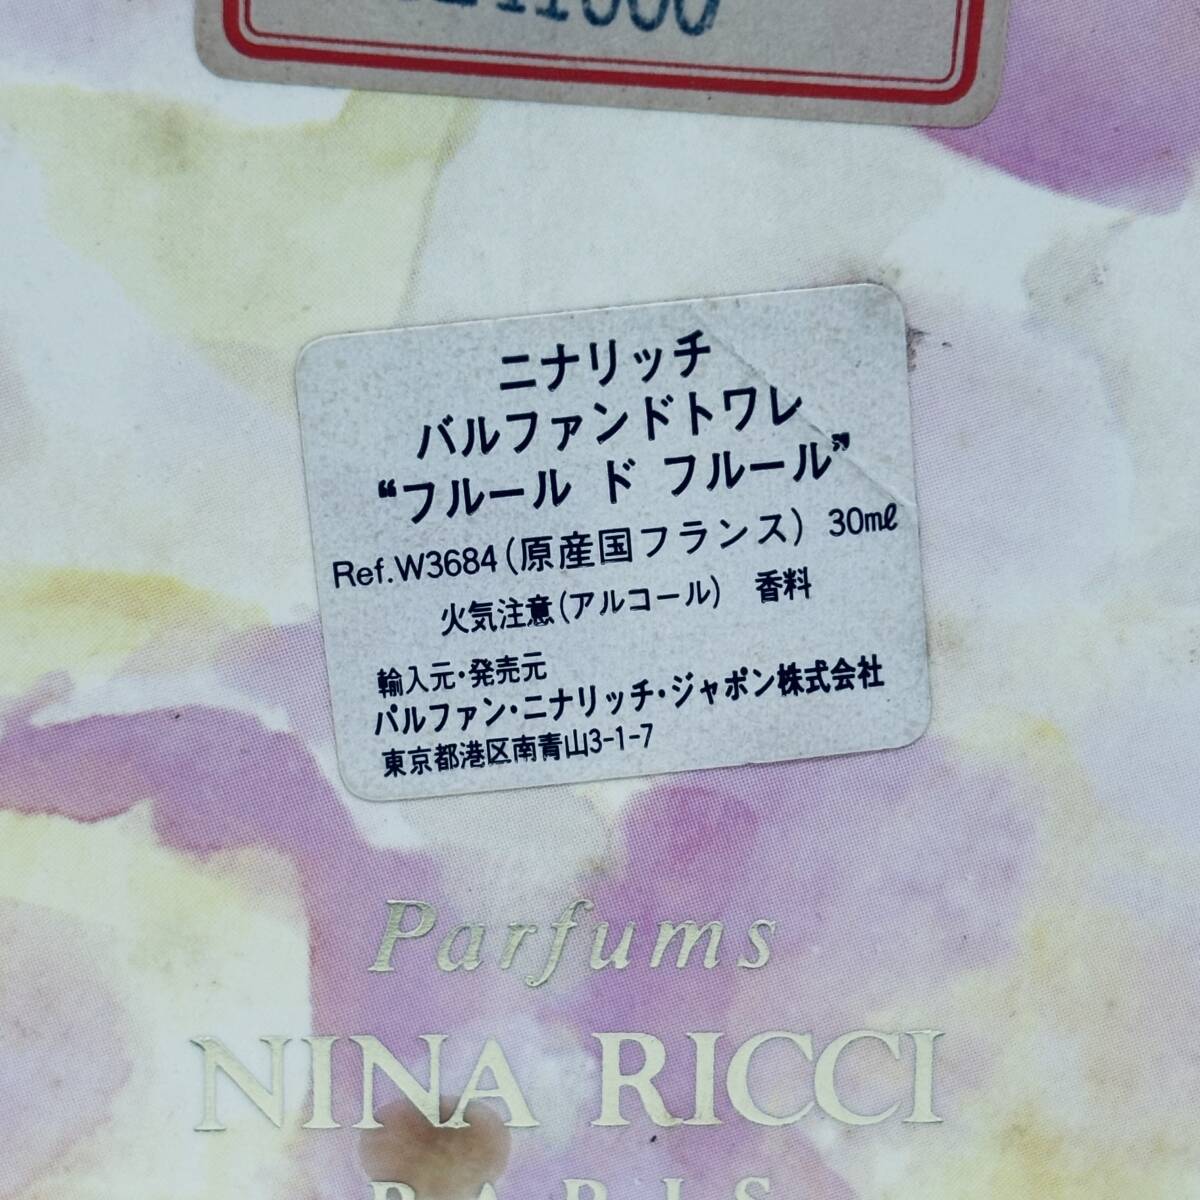 ニナリッチ
パルファンドトワレ
“フルール ド フルール”
Ref.W3684(原産国フランス) 30mℓ
火気注意(アルコール) 香料
輸入元・発売元
パルファン・ニナリッチ・ジャポン株式会社
東京都港区南青山3-1-7
Parfums
NINA RICCI
PARIS